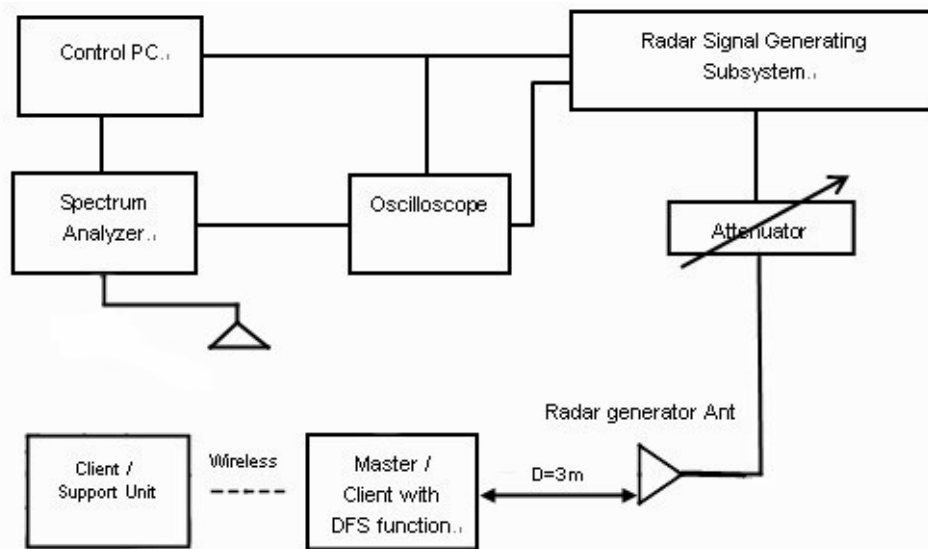 Control PC.
Radar Signal Generating
Subsystem.
Spectrum
Analyzer.
Oscilloscope
Attenuator
Radar generator Ant
Client /
Support Unit
Wireless
Master /
Client with
DFS function.
D=3m